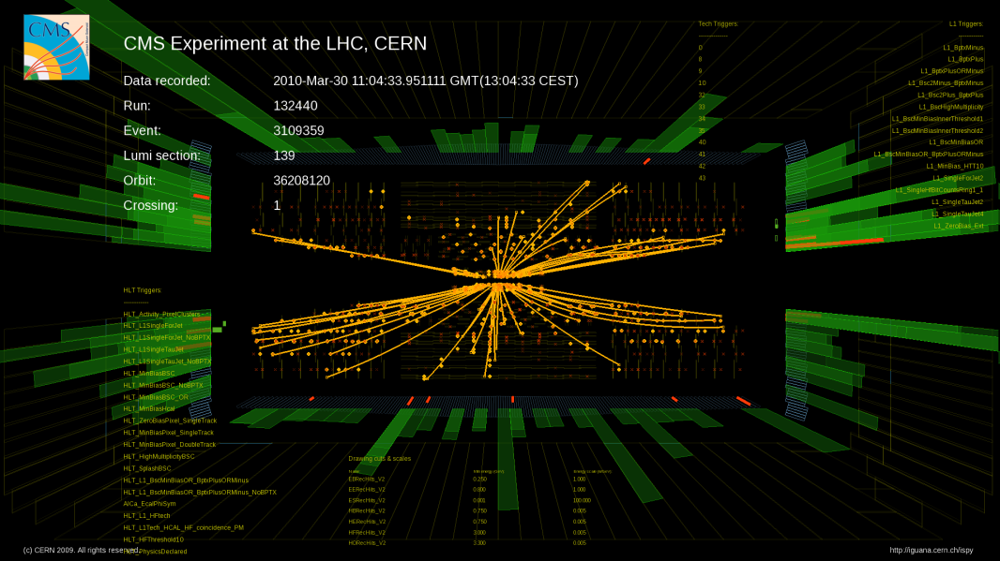 CMS
CMS Experiment at the LHC, CERN
Data recorded: 2010-Mar-30 11:04:33.951111 GMT(13:04:33 CEST)
Run: 132440
Event: 3109359
Lumi section: 139
Orbit: 36208120
Crossing: 1
Tech Triggers:
---------------
0
8
9
10
32
33
34
35
40
41
42
43
L1 Triggers:
------------
L1_BptxMinus
L1_BptxPlus
L1_BptxPlusORMinus
L1_Bsc2Minus_BptxMinus
L1_Bsc2Plus_BptxPlus
L1_BscHighMultiplicity
L1_BscMinBiasInnerThreshold1
L1_BscMinBiasInnerThreshold2
L1_BscMinBiasOR
L1_BscMinBiasOR_BptxPlusORMinus
L1_MinBias_HTT10
L1_SingleForJet2
L1_SingleHfBitCountsRing1_1
L1_SingleTauJet2
L1_SingleTauJet4
L1_ZeroBias_Ext
HLT Triggers:
------------
HLT_Activity_PixelClusters
HLT_L1SingleForJet
HLT_L1SingleForJet_NoBPTX
HLT_L1SingleTauJet
HLT_L1SingleTauJet_NoBPTX
HLT_MinBiasBSC
HLT_MinBiasBSC_NoBPTX
HLT_MinBiasBSC_OR
HLT_MinBiasHcal
HLT_ZeroBiasPixel_SingleTrack
HLT_MinBiasPixel_SingleTrack
HLT_MinBiasPixel_DoubleTrack
HLT_HighMultiplicityBSC
HLT_SplashBSC
HLT_L1_BscMinBiasOR_BptxPlusORMinus
HLT_L1_BscMinBiasOR_BptxPlusORMinus_NoBPTX
AlCa_EcalPhiSym
HLT_L1_HFtech
HLT_L1Tech_HCAL_HF_coincidence_PM
HLT_HFThreshold10
HLT_PhysicsDeclared
Drawing cuts & scales
EBRecHits_V2 0.250 1.000
EERecHits_V2 0.600 1.000
ESRecHits_V2 0.001 100.000
HBRecHits_V2 0.750 0.005
HERecHits_V2 0.750 0.005
HFRecHits_V2 3.000 0.005
HORecHits_V2 3.300 0.005
(c) CERN 2009. All rights reserved.
http://iguana.cern.ch/ispy